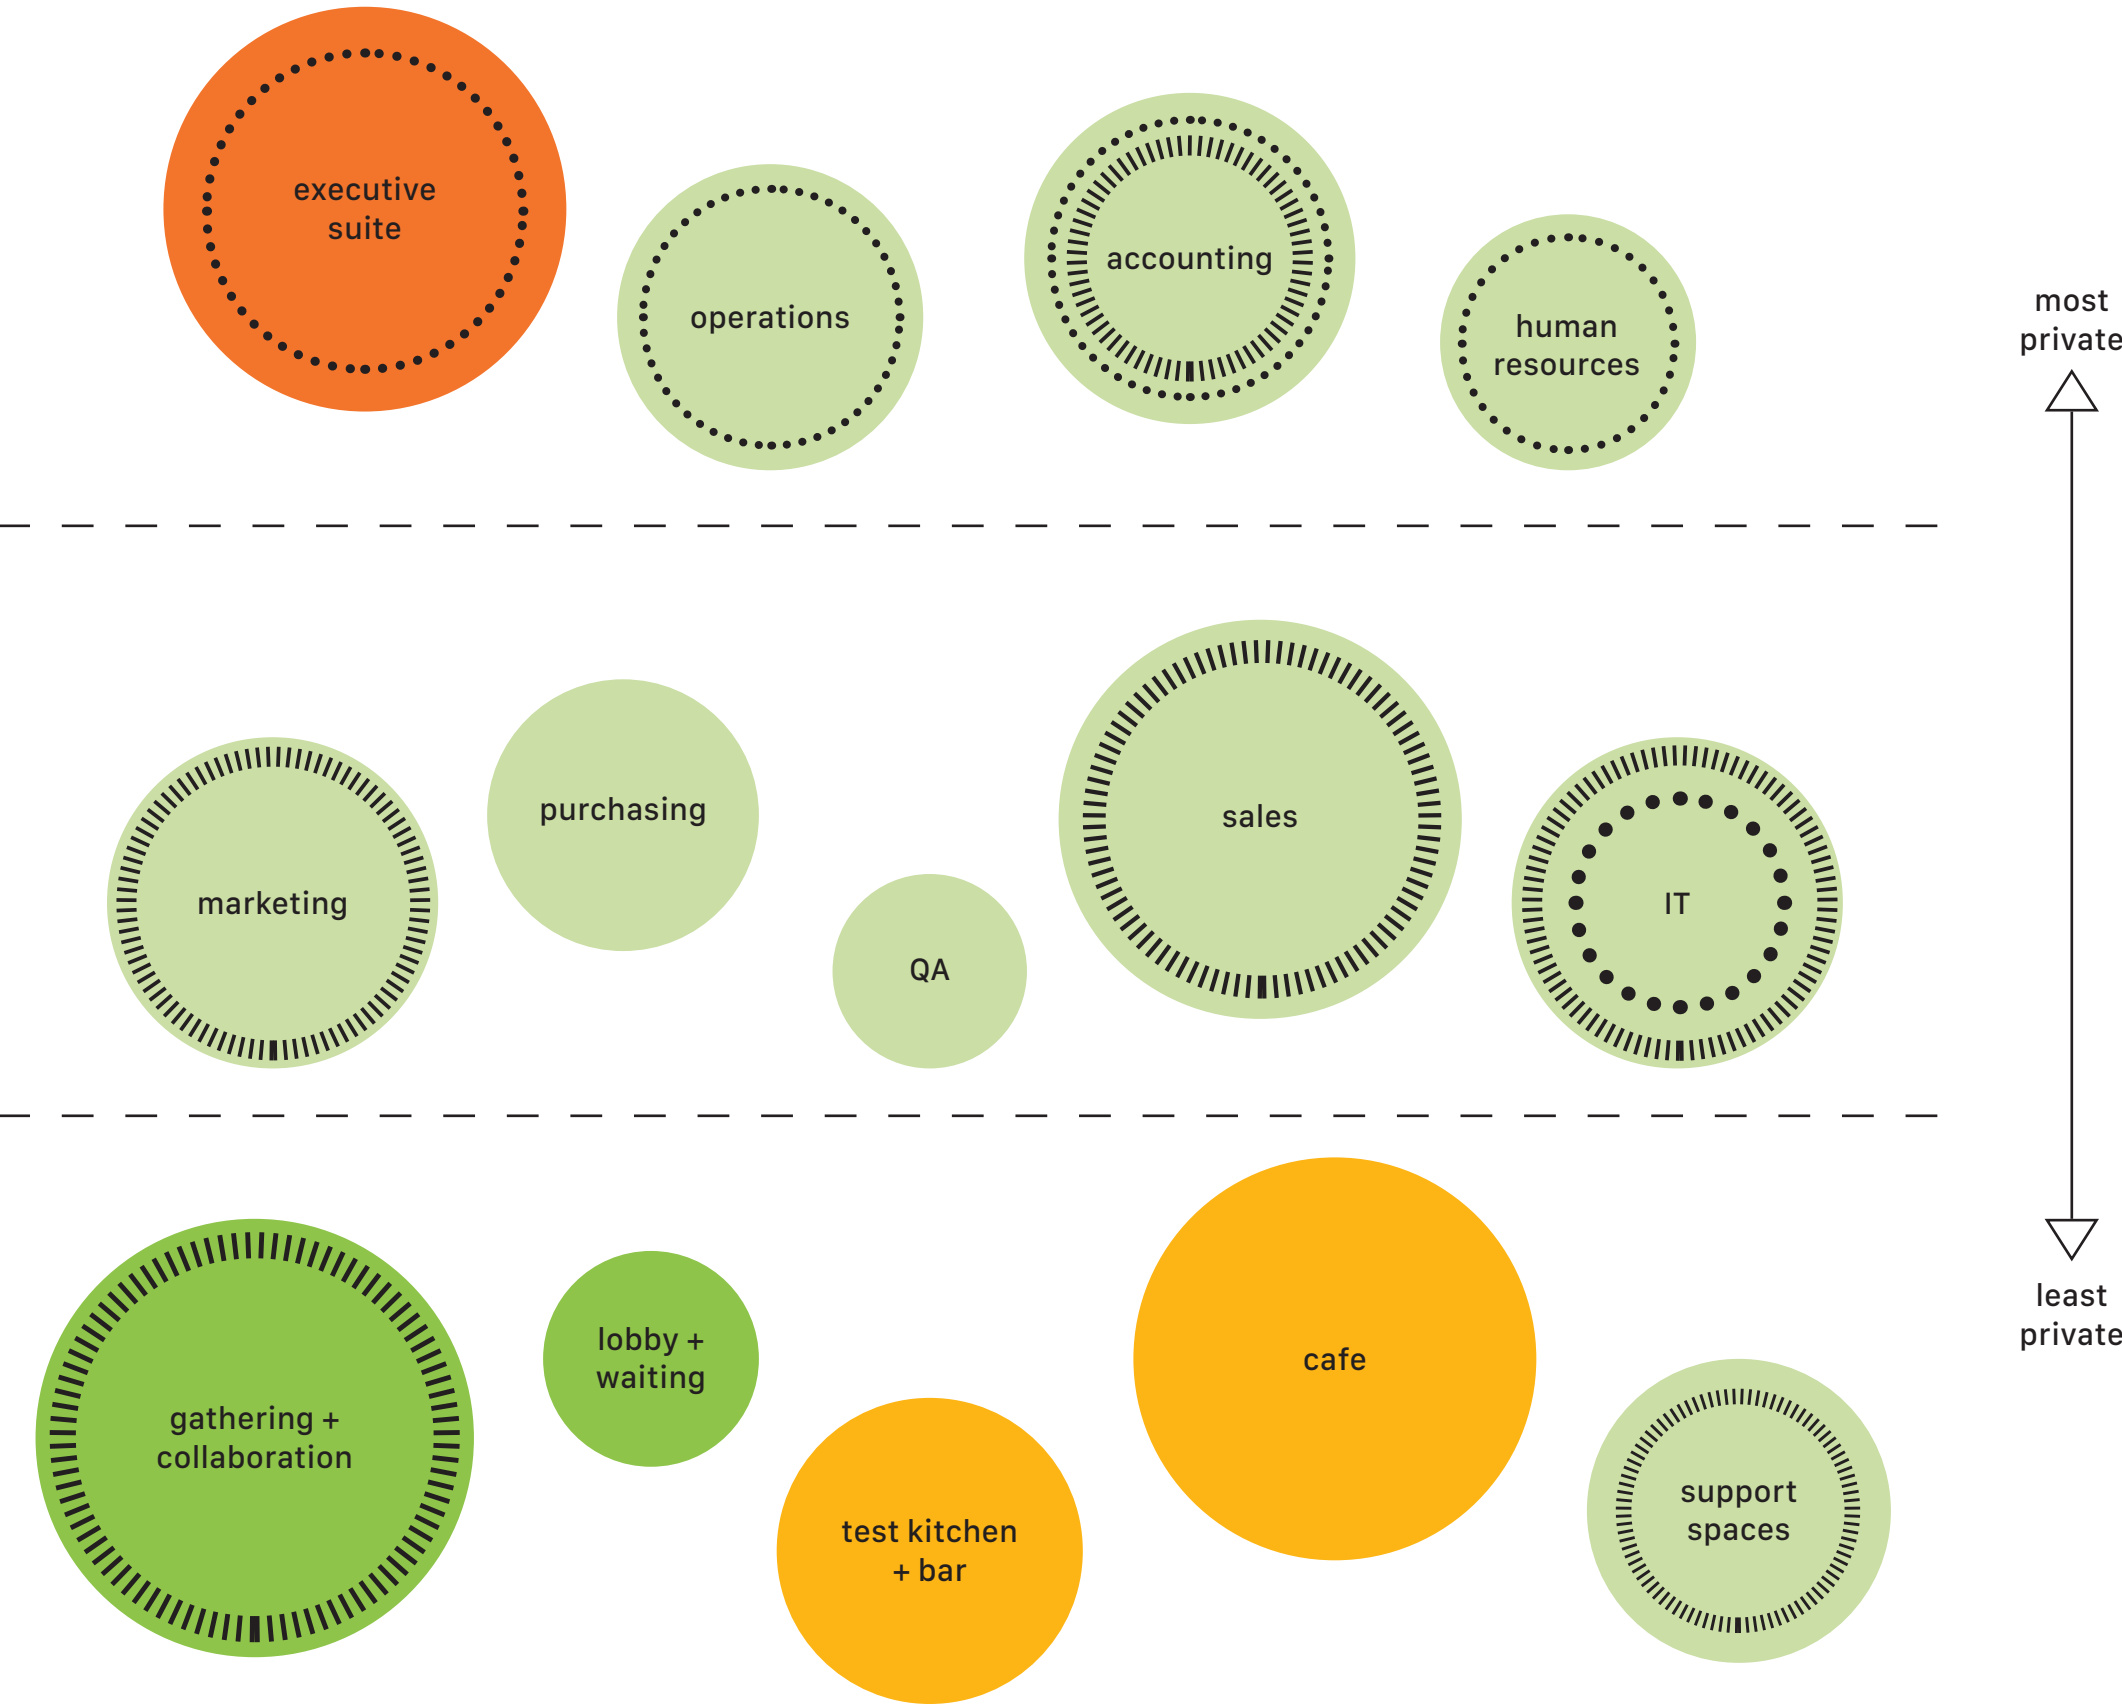 executive
suite
operations
accounting
human
resources
most
private
marketing
purchasing
QA
sales
IT
gathering +
collaboration
lobby +
waiting
test kitchen
+ bar
cafe
support
spaces
least
private